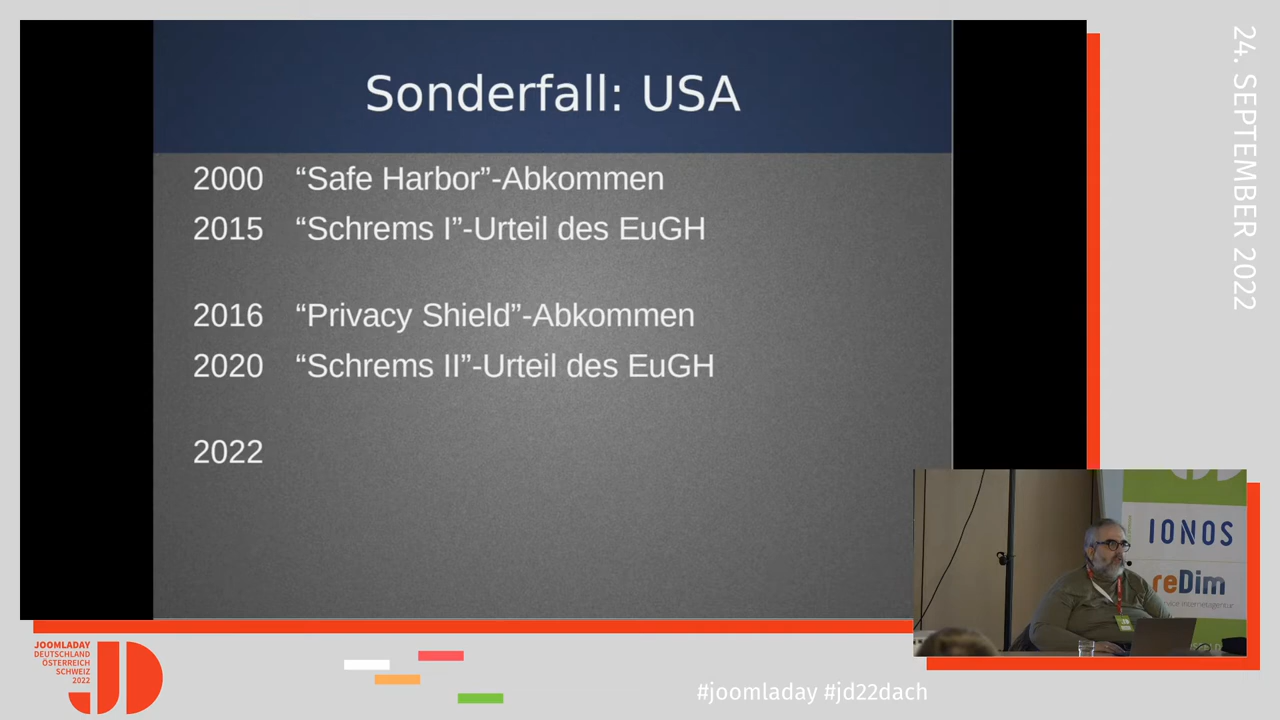 Sonderfall: USA
2000 “Safe Harbor”-Abkommen
2015 “Schrems I”-Urteil des EuGH
2016 “Privacy Shield”-Abkommen
2020 “Schrems II”-Urteil des EuGH
2022
24. SEPTEMBER 2022
IONOS
reDim
JOOMLADAY
DEUTSCHLAND
ÖSTERREICH
SCHWEIZ
2022
JD
#joomladay #jd22dach